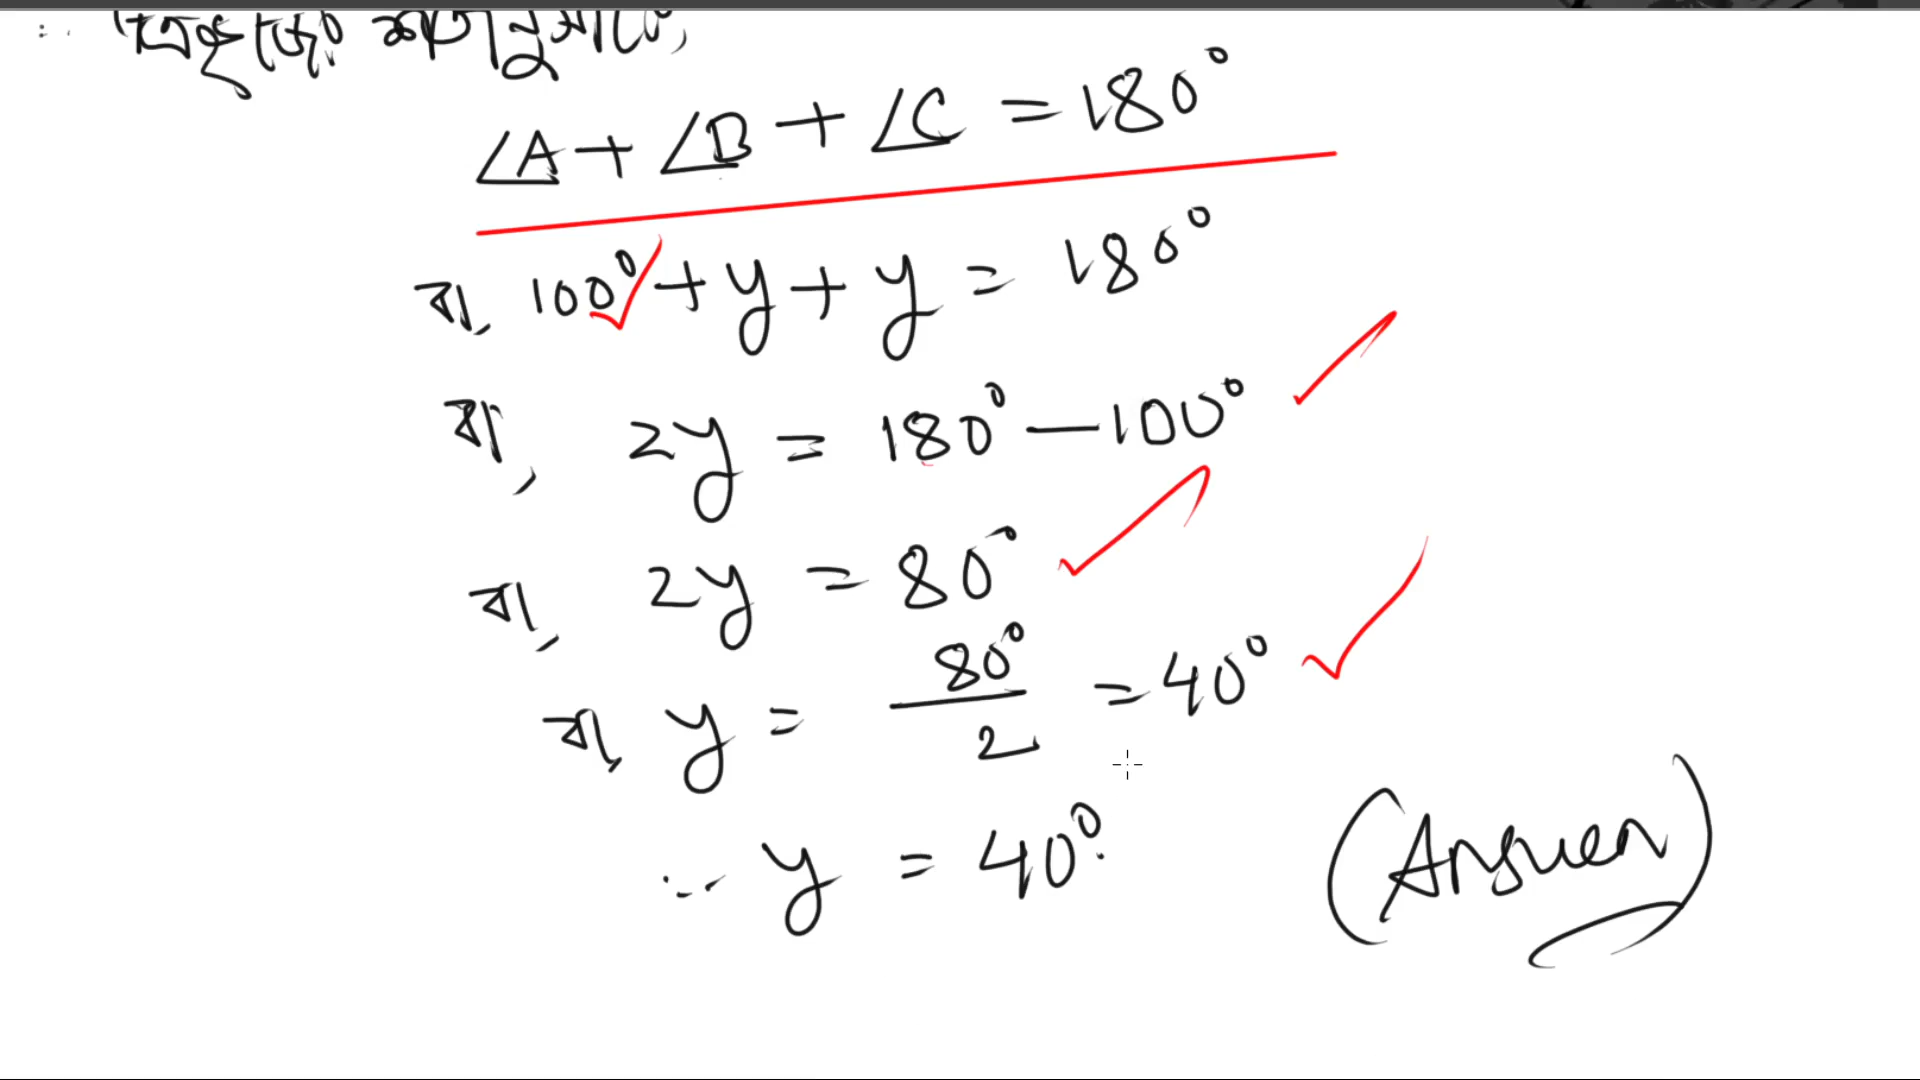 ∴ ত্রিভুজের
∠A + ∠B + ∠C = 180°
বা, 100° + y + y = 180°
বা, 2y = 180° − 100°
বা, 2y = 80°
বা, y = 80°/2 = 40°
∴ y = 40°
(Answer)